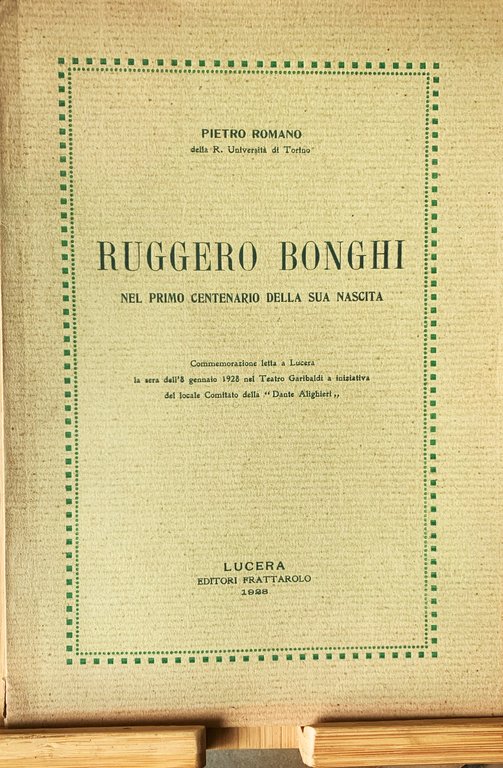 PIETRO ROMANO
della R. Università di Torino
RUGGERO BONGHI
NEL PRIMO CENTENARIO DELLA SUA NASCITA
Commemorazione letta a Lucera
la sera dell'8 gennaio 1928 nel Teatro Garibaldi a iniziativa
del locale Comitato della "Dante Alighieri„
LUCERA
EDITORI FRATTAROLO
1928